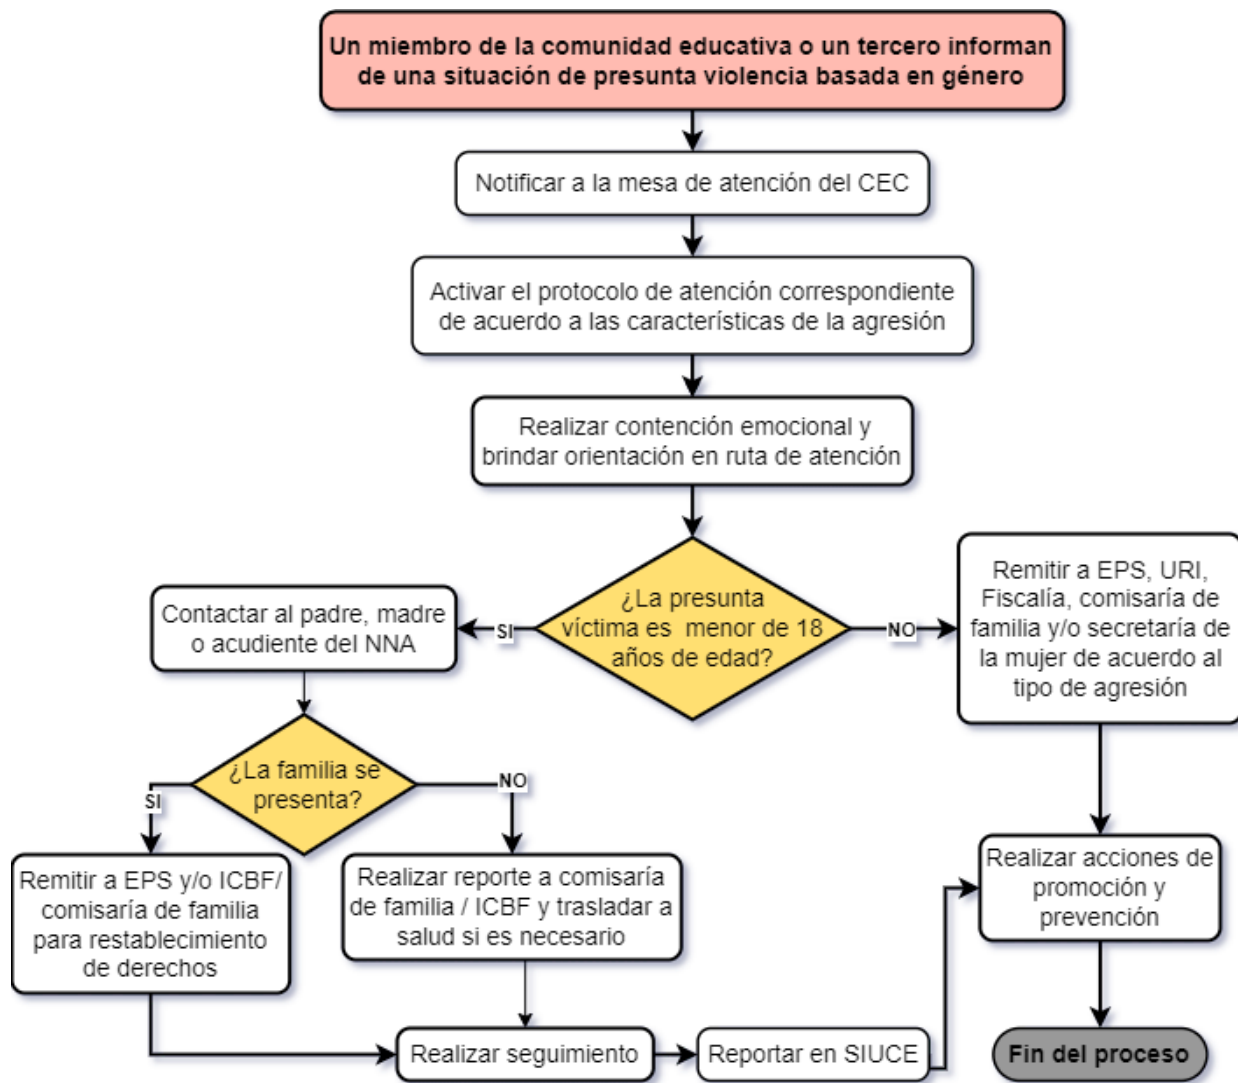 Un miembro de la comunidad educativa o un tercero informan
de una situación de presunta violencia basada en género
Notificar a la mesa de atención del CEC
Activar el protocolo de atención correspondiente
de acuerdo a las características de la agresión
Realizar contención emocional y
brindar orientación en ruta de atención
¿La presunta
víctima es menor de 18
años de edad?
SI
NO
Contactar al padre, madre
o acudiente del NNA
Remitir a EPS, URI,
Fiscalía, comisaría de
familia y/o secretaría de
la mujer de acuerdo al
tipo de agresión
¿La familia se
presenta?
SI
NO
Remitir a EPS y/o ICBF/
comisaría de familia
para restablecimiento
de derechos
Realizar reporte a comisaría
de familia / ICBF y trasladar a
salud si es necesario
Realizar acciones de
promoción y
prevención
Realizar seguimiento
Reportar en SIUCE
Fin del proceso